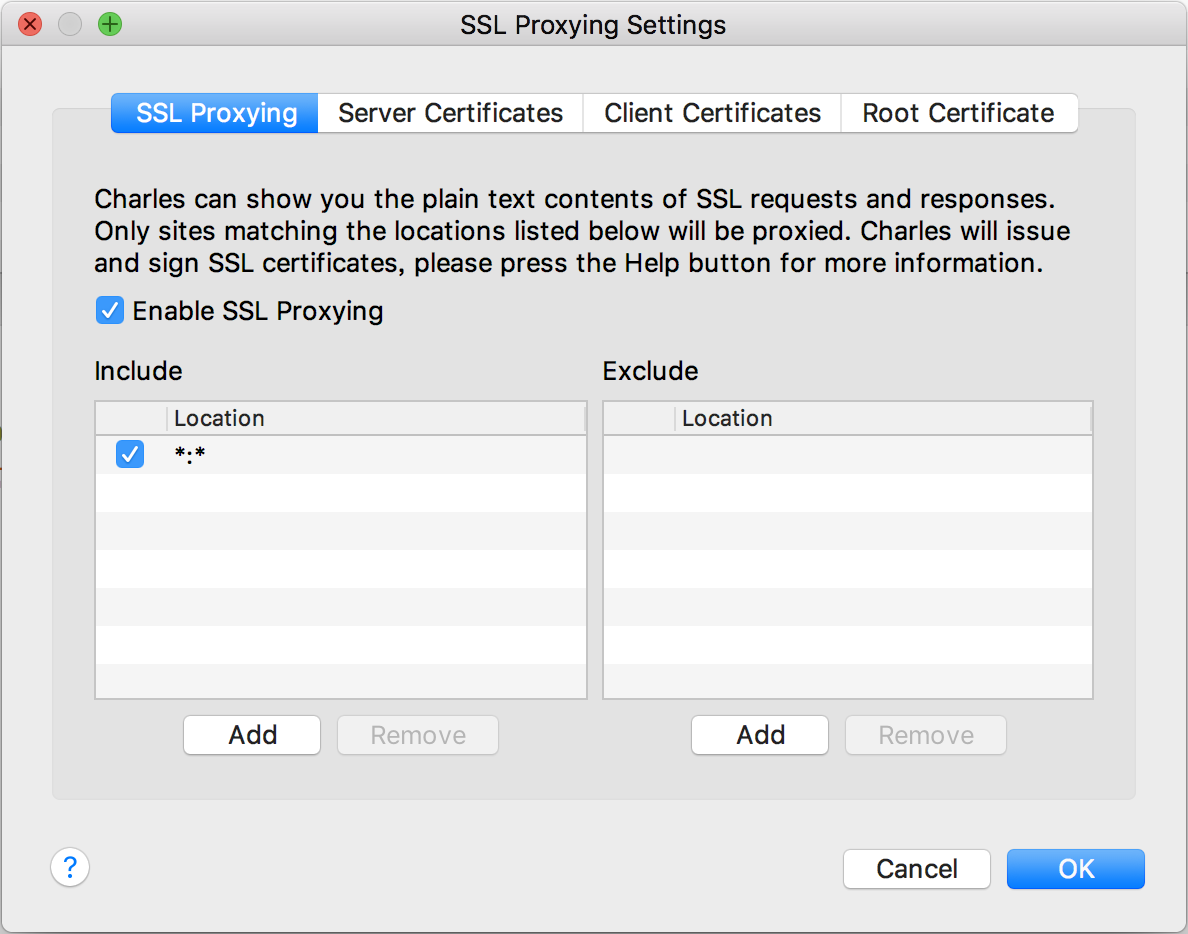 SSL Proxying Settings
SSL Proxying Server Certificates Client Certificates Root Certificate
Charles can show you the plain text contents of SSL requests and responses.
Only sites matching the locations listed below will be proxied. Charles will issue
and sign SSL certificates, please press the Help button for more information.
Enable SSL Proxying
Include
Location
*:*
Add Remove
Exclude
Location
Add Remove
?
Cancel OK